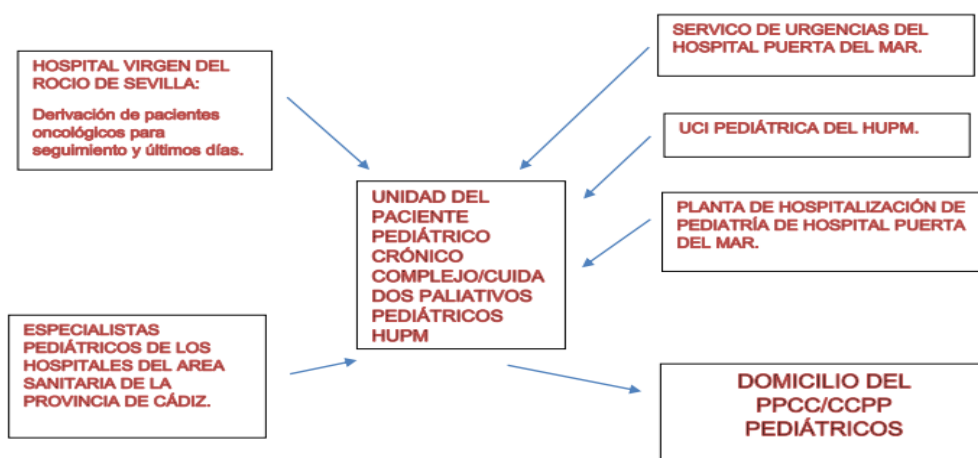 HOSPITAL VIRGEN DEL
ROCIO DE SEVILLA:
Derivación de pacientes
oncológicos para
seguimiento y últimos días.
SERVICO DE URGENCIAS DEL
HOSPITAL PUERTA DEL MAR.
UCI PEDIÁTRICA DEL HUPM.
UNIDAD DEL
PACIENTE
PEDIÁTRICO
CRÓNICO
COMPLEJO/CUIDA
DOS PALIATIVOS
PEDIÁTRICOS
HUPM
PLANTA DE HOSPITALIZACIÓN DE
PEDIATRÍA DE HOSPITAL PUERTA
DEL MAR.
ESPECIALISTAS
PEDIÁTRICOS DE LOS
HOSPITALES DEL AREA
SANITARIA DE LA
PROVINCIA DE CÁDIZ.
DOMICILIO DEL
PPCC/CCPP
PEDIÁTRICOS